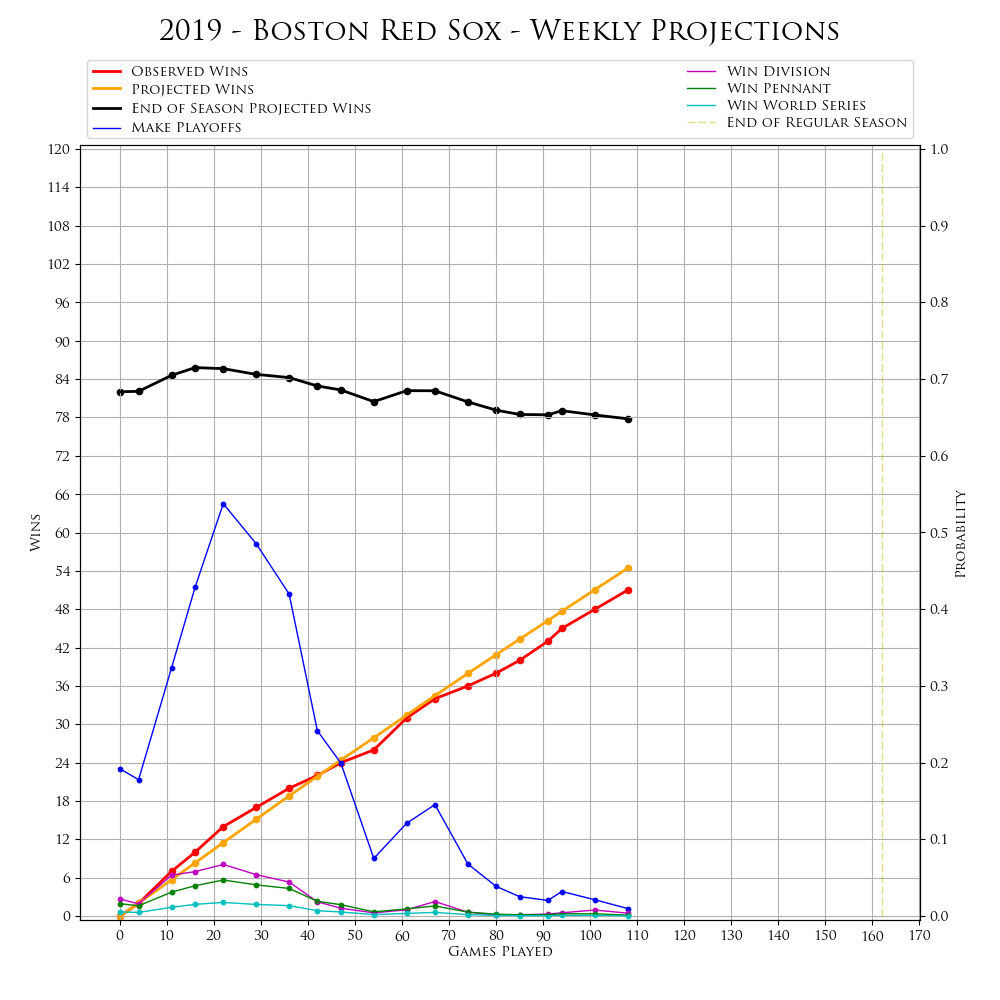 2019 - Boston Red Sox - Weekly Projections
Observed Wins
Projected Wins
End of Season Projected Wins
Make Playoffs
Win Division
Win Pennant
Win World Series
End of Regular Season
120
114
108
102
96
90
84
78
72
66
60
54
48
42
36
30
24
18
12
6
0
Wins
1.0
0.9
0.8
0.7
0.6
0.5
0.4
0.3
0.2
0.1
0.0
Probability
0 10 20 30 40 50 60 70 80 90 100 110 120 130 140 150 160 170
Games Played